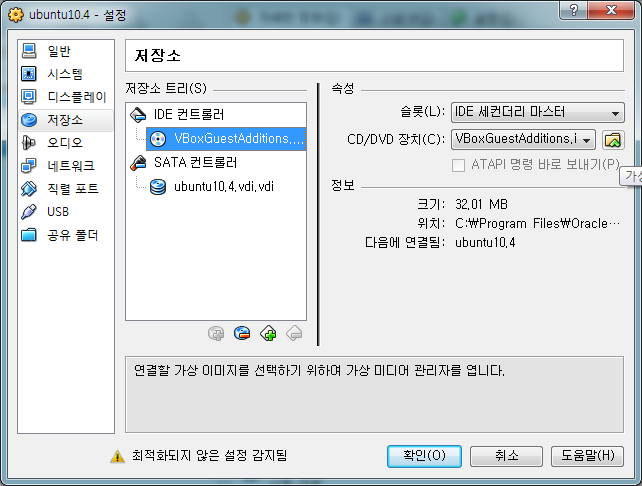 ubuntu10.4 - 설정
일반
시스템
디스플레이
저장소
오디오
네트워크
직렬 포트
USB
공유 폴더
저장소
저장소 트리(S)
IDE 컨트롤러
VBoxGuestAdditions,...
SATA 컨트롤러
ubuntu10,4,vdi,vdi
속성
슬롯(L): IDE 세컨더리 마스터
CD/DVD 장치(C): VBoxGuestAdditions,i
ATAPI 명령 바로 보내기(P)
가상
정보
크기: 32,01 MB
위치: C:₩Program Files₩Oracle…
다음에 연결됨: ubuntu10,4
연결할 가상 이미지를 선택하기 위하여 가상 미디어 관리자를 엽니다,
최적화되지 않은 설정 감지됨
확인(O)
취소
도움말(H)